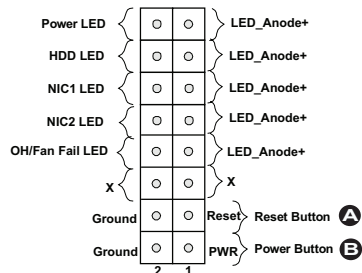 Power LED LED_Anode+
HDD LED LED_Anode+
NIC1 LED LED_Anode+
NIC2 LED LED_Anode+
OH/Fan Fail LED LED_Anode+
X X
Ground Reset Reset Button A
Ground PWR Power Button B
2 1